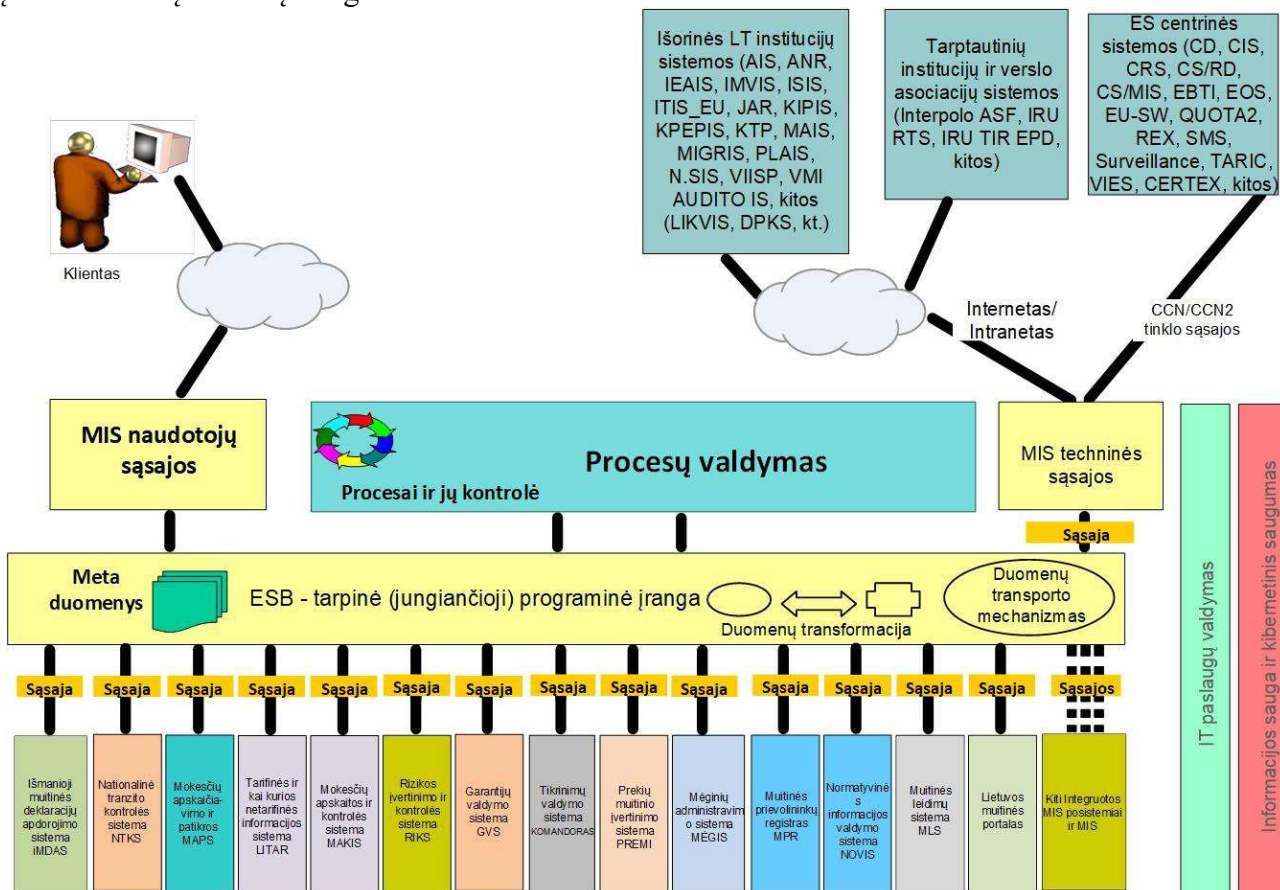 Išorinės LT institucijų
sistemos (AIS, ANR,
IEAIS, IMVIS, ISIS,
ITIS_EU, JAR, KIPIS,
KPEPIS, KTP, MAIS,
MIGRIS, PLAIS,
N.SIS, VIISP, VMI
AUDITO IS, kitos
(LIKVIS, DPKS, kt.)
Tarptautinių
institucijų ir verslo
asociacijų sistemos
(Interpolo ASF, IRU
RTS, IRU TIR EPD,
kitos)
ES centrinės
sistemos (CD, CIS,
CRS, CS/RD,
CS/MIS, EBTI, EOS,
EU-SW, QUOTA2,
REX, SMS,
Surveillance, TARIC,
VIES, CERTEX, kitos)
Klientas
Internetas/
Intranetas
CCN/CCN2
tinklo sąsajos
MIS naudotojų
sąsajos
Procesų valdymas
Procesai ir jų kontrolė
MIS techninės
sąsajos
Sąsaja
Meta
duomenys
ESB - tarpinė (jungiančioji) programinė įranga
Duomenų transformacija
Duomenų
transporto
mechanizmas
Sąsaja
Sąsaja
Sąsaja
Sąsaja
Sąsaja
Sąsaja
Sąsaja
Sąsaja
Sąsaja
Sąsaja
Sąsaja
Sąsaja
Sąsaja
Sąsaja
Sąsajos
Išmanioji
muitinės
deklaracijų
apdorojimo
sistema
iMDAS
Nationalinė
tranzito
kontrolės
sistema
NTKS
Mokesčių
apskaičia-
vimo ir
patikros
MAPS
Tarifinės ir
kai kurios
netarifinės
informacijos
sistema
LITAR
Mokesčių
apskaitos ir
kontrolės
sistema
MAKIS
Rizikos
įvertinimo ir
kontrolės
sistema
RIKS
Garantijų
valdymo
sistema
GVS
Tikrinimų
valdymo
sistema
KOMANDORAS
Prekių
muitinio
įvertinimo
sistema
PREMI
Mėginių
administravim
o sistema
MĖGIS
Muitinės
prievolininkų
registras
MPR
Normatyvinė
s
informacijos
valdymo
sistema
NOVIS
Muitinės
leidimų
sistema
MLS
Lietuvos
muitinės
portalas
Kiti Integruotos
MIS posistemiai
ir MIS
IT paslaugų valdymas
Informacijos sauga ir kibernetinis saugumas